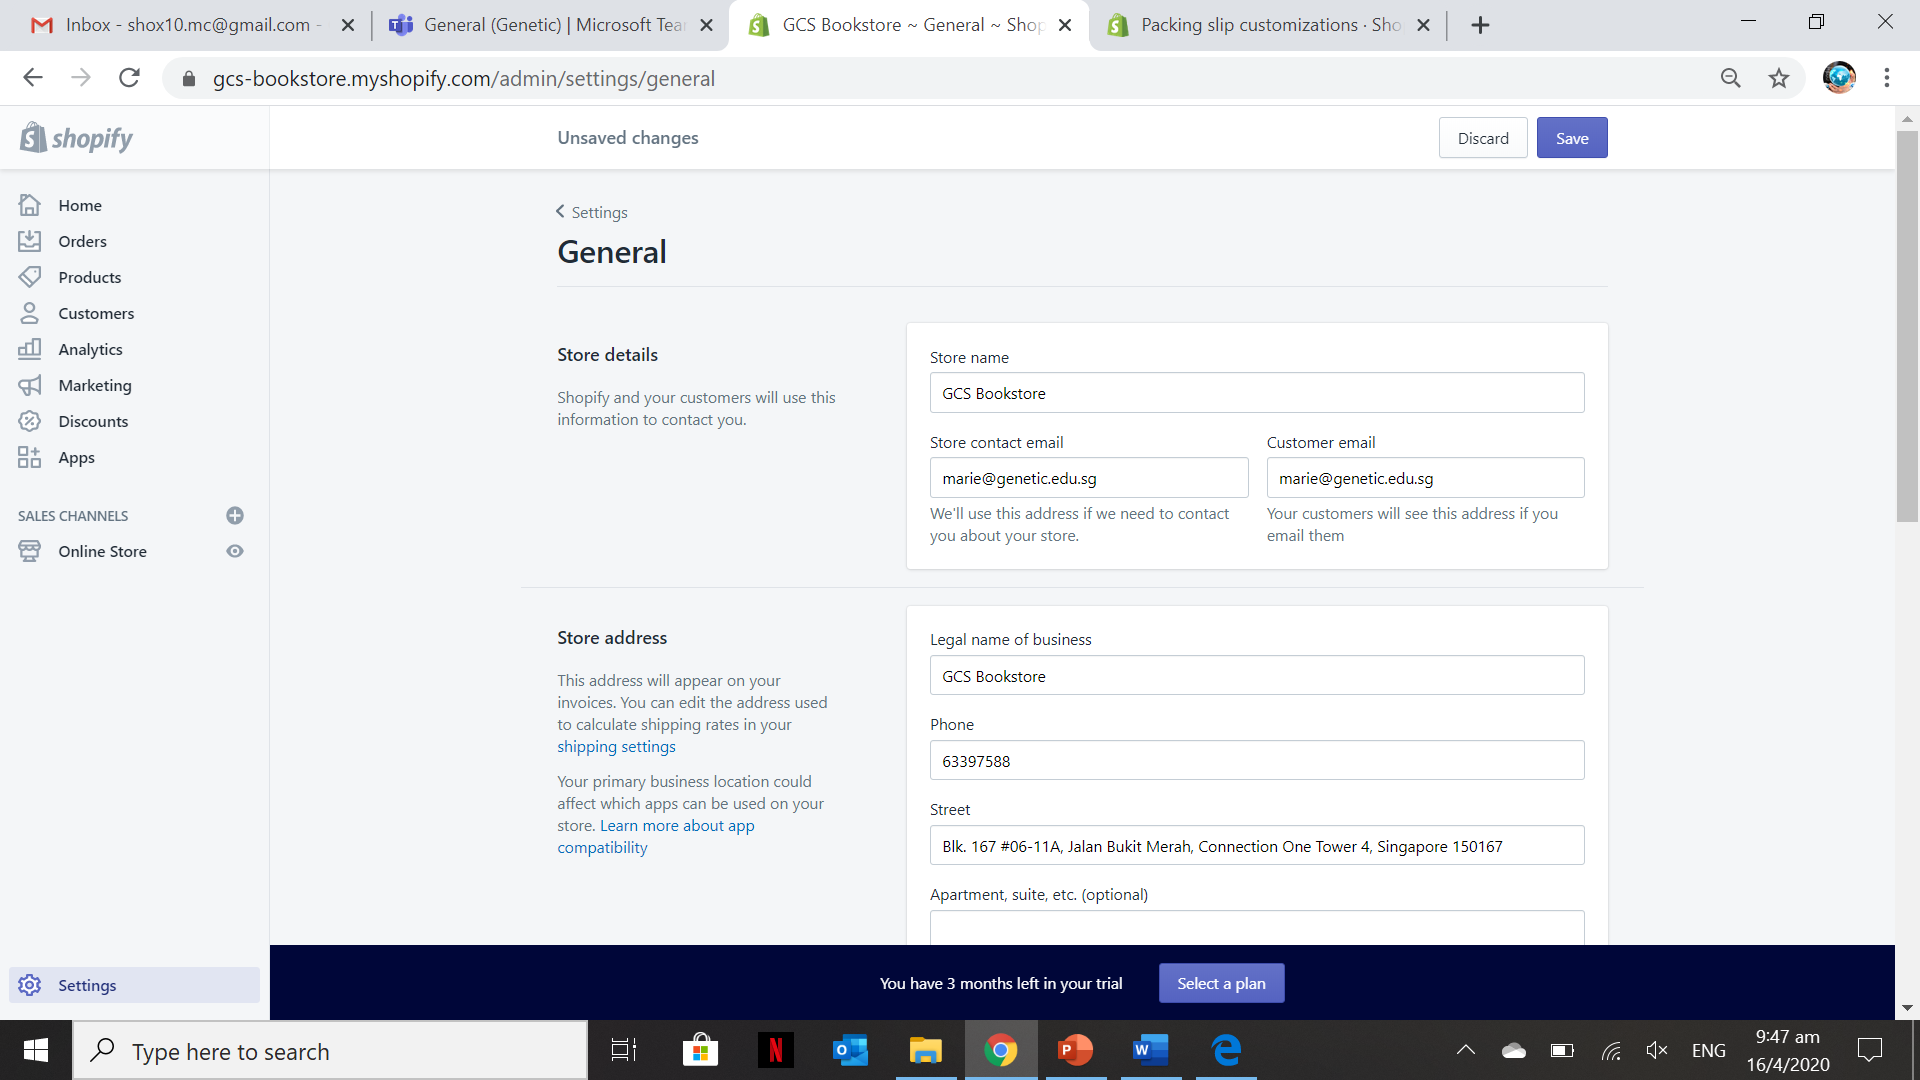 Inbox - shox10.mc@gmail.com -
General (Genetic) | Microsoft Tea
GCS Bookstore ~ General ~ Shop
Packing slip customizations · Sho
gcs-bookstore.myshopify.com/admin/settings/general
shopify
Unsaved changes
Discard
Save
Home
Orders
Products
Customers
Analytics
Marketing
Discounts
Apps
SALES CHANNELS
Online Store
Settings
Settings
General
Store details
Shopify and your customers will use this
information to contact you.
Store name
GCS Bookstore
Store contact email
marie@genetic.edu.sg
We'll use this address if we need to contact
you about your store.
Customer email
marie@genetic.edu.sg
Your customers will see this address if you
email them
Store address
This address will appear on your
invoices. You can edit the address used
to calculate shipping rates in your
shipping settings
Your primary business location could
affect which apps can be used on your
store. Learn more about app
compatibility
Legal name of business
GCS Bookstore
Phone
63397588
Street
Blk. 167 #06-11A, Jalan Bukit Merah, Connection One Tower 4, Singapore 150167
Apartment, suite, etc. (optional)
You have 3 months left in your trial
Select a plan
Type here to search
ENG
9:47 am
16/4/2020